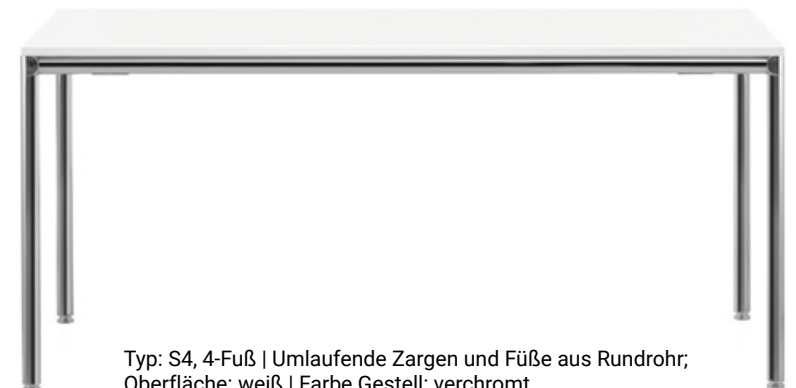 Typ: S4, 4-Fuß | Umlaufende Zargen und Füße aus Rundrohr;
Oberfläche: weiß | Farbe Gestell: verchromt